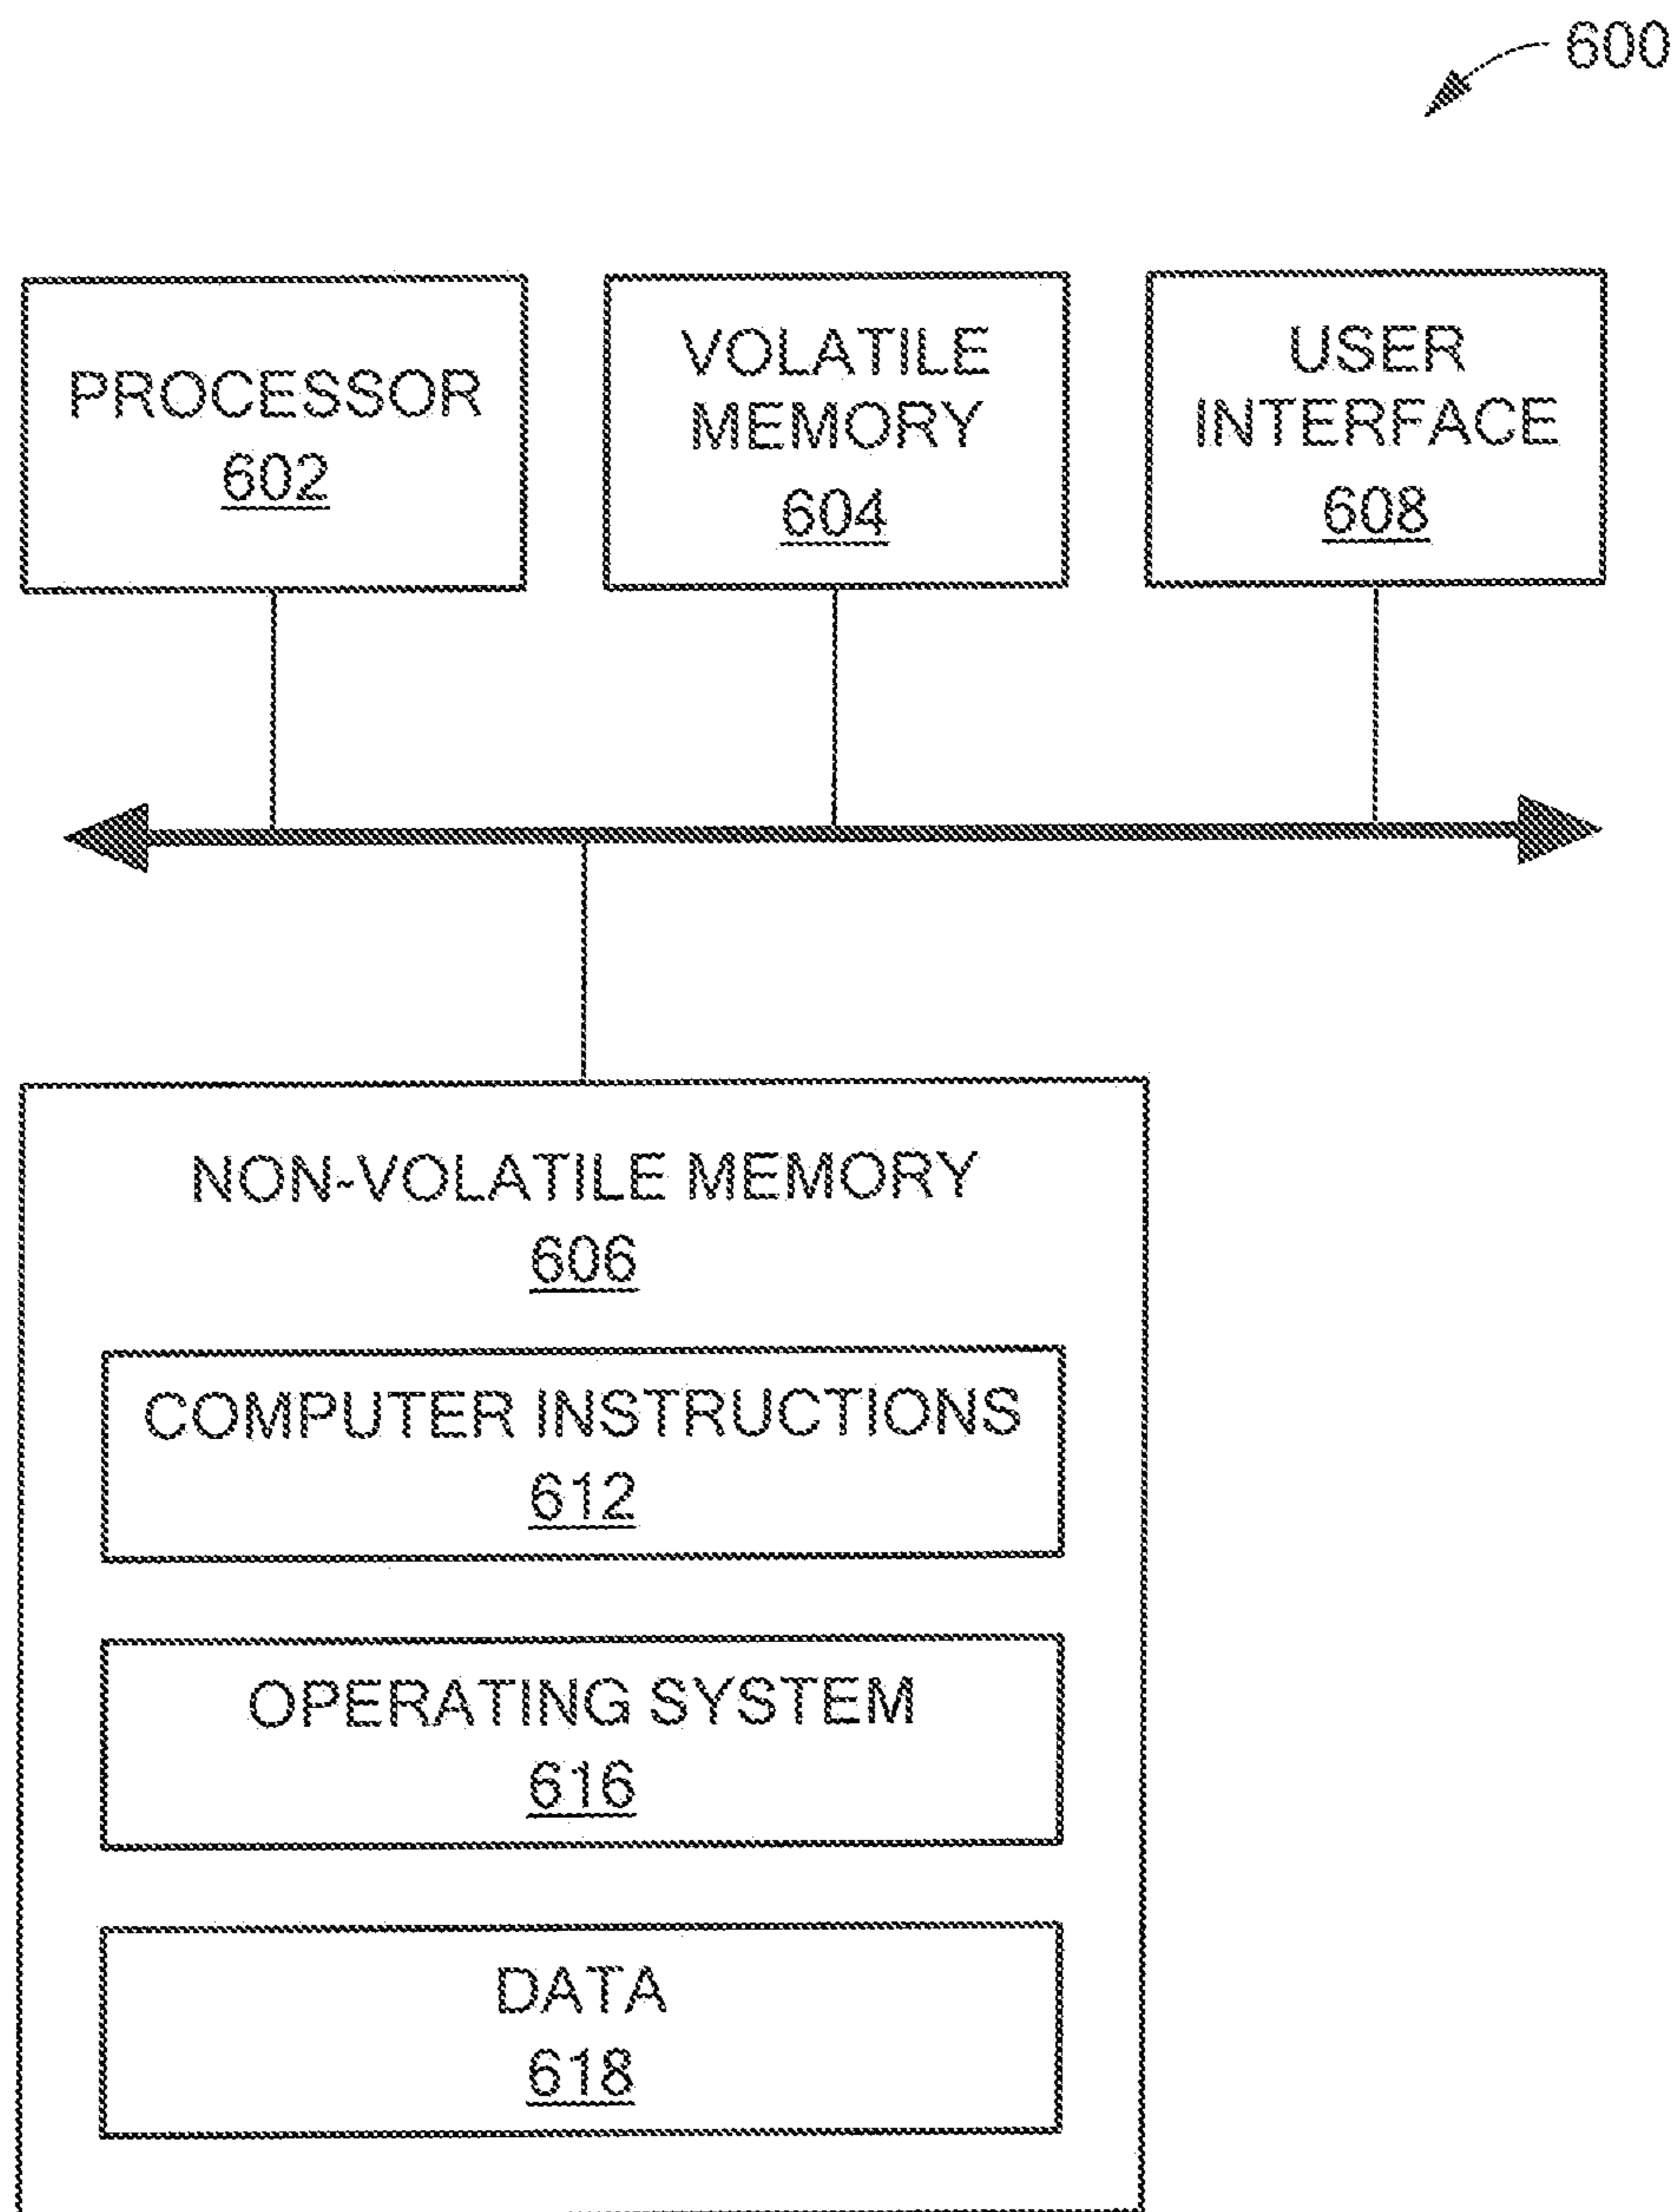 600
PROCESSOR
602
VOLATILE
MEMORY
604
USER
INTERFACE
608
NON-VOLATILE MEMORY
606
COMPUTER INSTRUCTIONS
612
OPERATING SYSTEM
616
DATA
618